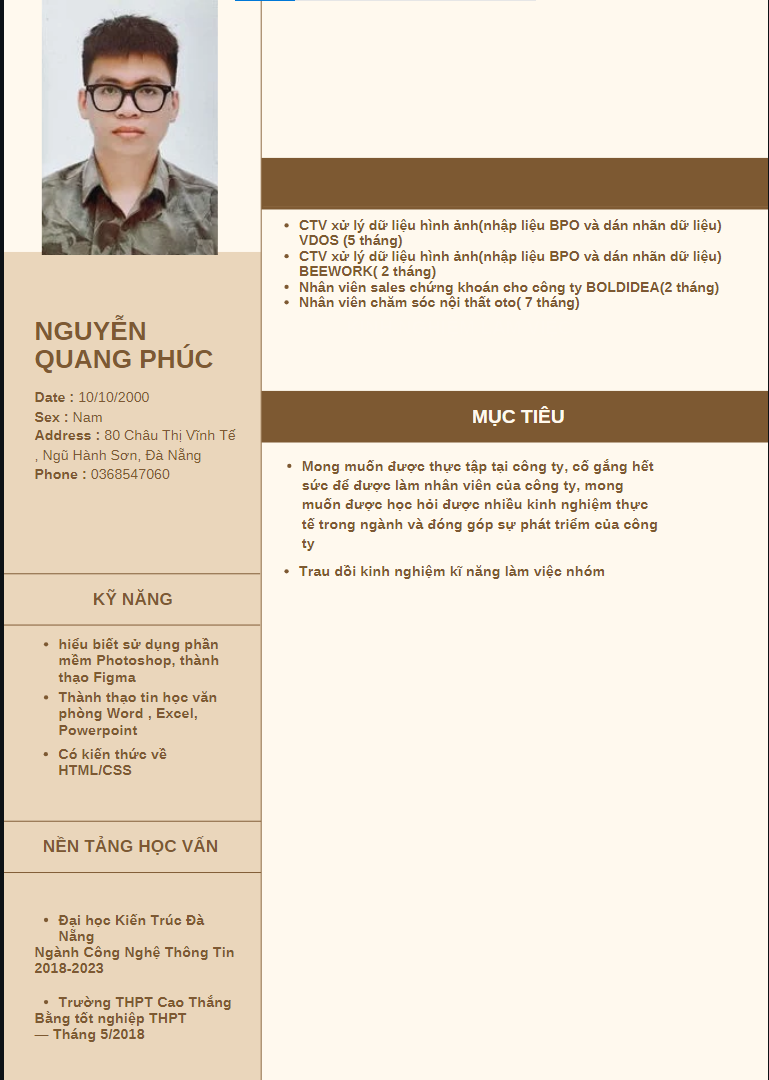 NGUYỄN
QUANG PHÚC
Date : 10/10/2000
Sex : Nam
Address : 80 Châu Thị Vĩnh Tế
, Ngũ Hành Sơn, Đà Nẵng
Phone : 0368547060
KỸ NĂNG
• hiểu biết sử dụng phần
mềm Photoshop, thành
thạo Figma
• Thành thạo tin học văn
phòng Word , Excel,
Powerpoint
• Có kiến thức về
HTML/CSS
NỀN TẢNG HỌC VẤN
• Đại học Kiến Trúc Đà
Nẵng
Ngành Công Nghệ Thông Tin
2018-2023
• Trường THPT Cao Thắng
Bằng tốt nghiệp THPT
— Tháng 5/2018
• CTV xử lý dữ liệu hình ảnh(nhập liệu BPO và dán nhãn dữ liệu)
VDOS (5 tháng)
• CTV xử lý dữ liệu hình ảnh(nhập liệu BPO và dán nhãn dữ liệu)
BEEWORK( 2 tháng)
• Nhân viên sales chứng khoán cho công ty BOLDIDEA(2 tháng)
• Nhân viên chăm sóc nội thất oto( 7 tháng)
MỤC TIÊU
• Mong muốn được thực tập tại công ty, cố gắng hết
sức để được làm nhân viên của công ty, mong
muốn được học hỏi được nhiều kinh nghiệm thực
tế trong ngành và đóng góp sự phát triển của công
ty
• Trau dồi kinh nghiệm kĩ năng làm việc nhóm